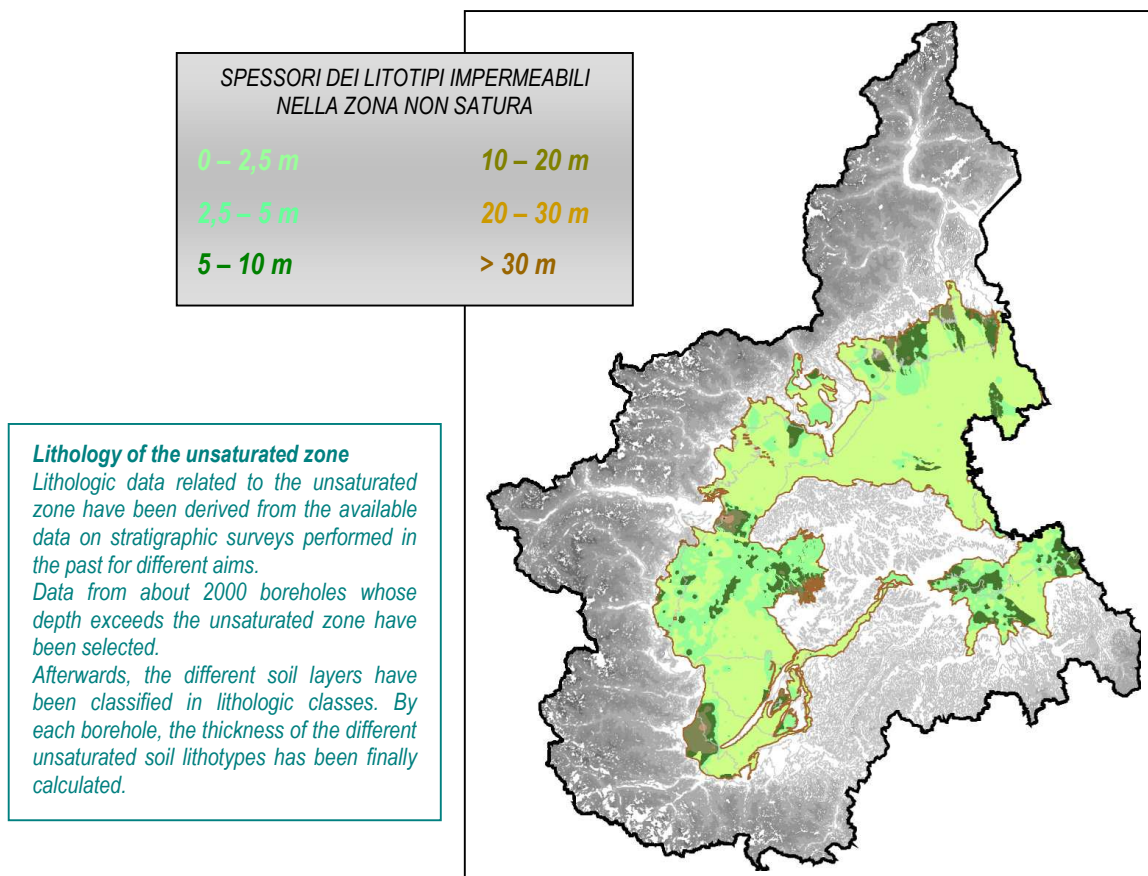 SPESSORI DEI LITOTIPI IMPERMEABILI
NELLA ZONA NON SATURA
0 – 2,5 m
10 – 20 m
2,5 – 5 m
20 – 30 m
5 – 10 m
> 30 m
Lithology of the unsaturated zone
Lithologic data related to the unsaturated
zone have been derived from the available
data on stratigraphic surveys performed in
the past for different aims.
Data from about 2000 boreholes whose
depth exceeds the unsaturated zone have
been selected.
Afterwards, the different soil layers have
been classified in lithologic classes. By
each borehole, the thickness of the different
unsaturated soil lithotypes has been finally
calculated.